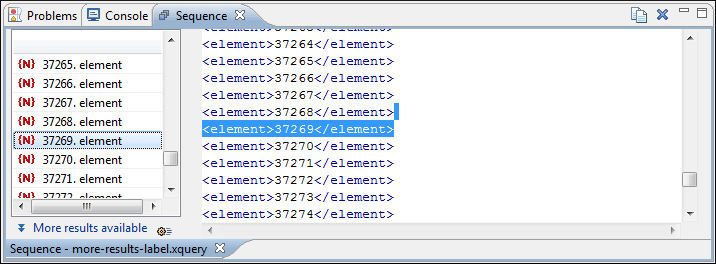 Problems Console Sequence
37265. element
37266. element
37267. element
37268. element
37269. element
37270. element
37271. element
37272. element
More results available
<element>37264</element>
<element>37265</element>
<element>37266</element>
<element>37267</element>
<element>37268</element>
<element>37269</element>
<element>37270</element>
<element>37271</element>
<element>37272</element>
<element>37273</element>
<element>37274</element>
Sequence - more-results-label.xquery